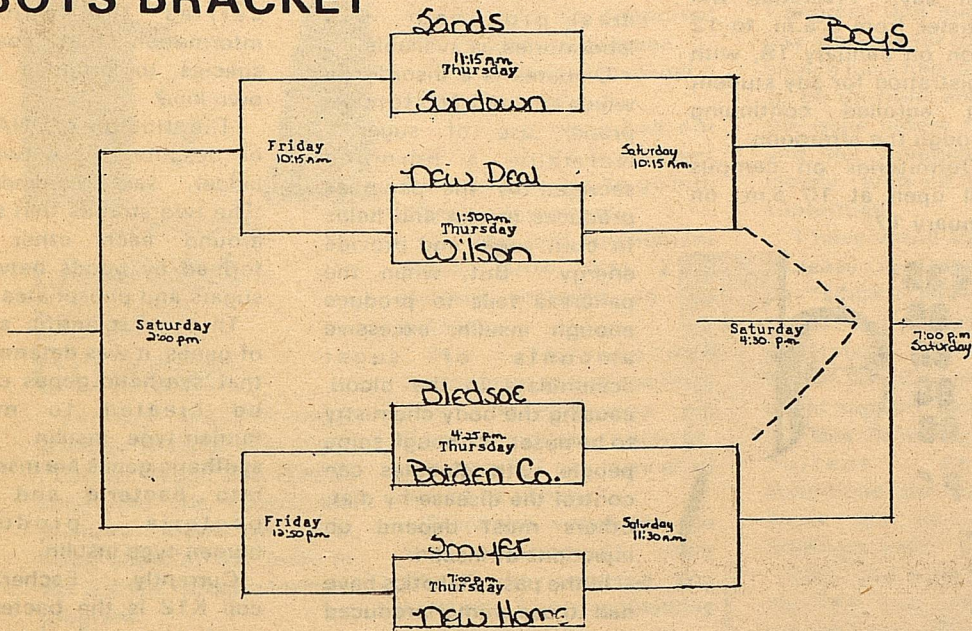 BOYS BRACKET
Boys
Sands
11:15 a.m.
Thursday
Sundown
Friday
10:15 a.m.
Saturday
10:15 a.m.
New Deal
1:50 p.m.
Thursday
Wilson
Saturday
2:00 p.m.
Saturday
4:30 p.m.
7:00 p.m
Saturday
Bledsoe
4:25 p.m.
Thursday
Borden Co.
Friday
12:50 p.m.
Saturday
11:30 a.m.
Smyer
7:00 p.m
Thursday
New Home